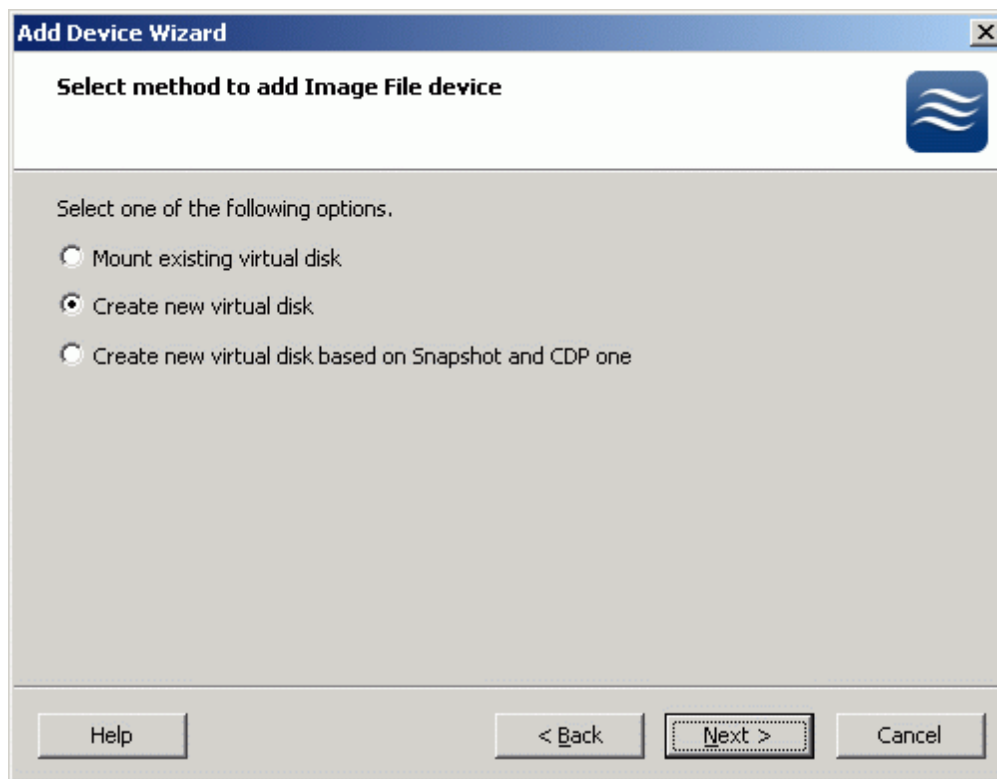 Add Device Wizard
Select method to add Image File device
Select one of the following options.
Mount existing virtual disk
Create new virtual disk
Create new virtual disk based on Snapshot and CDP one
Help
< Back
Next >
Cancel